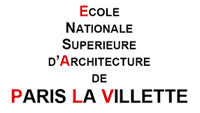 ECOLE
NATIONALE
SUPERIEURE
D'ARCHITECTURE
DE
PARIS LA VILLETTE